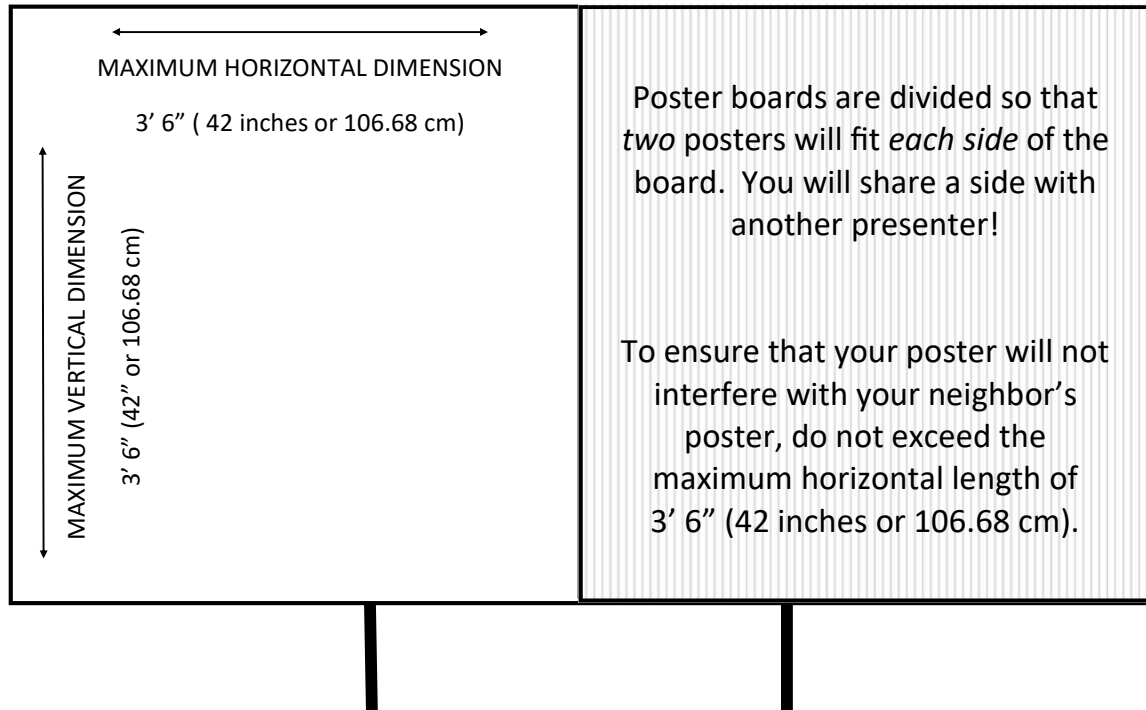 MAXIMUM HORIZONTAL DIMENSION
3’ 6” ( 42 inches or 106.68 cm)
MAXIMUM VERTICAL DIMENSION
3’ 6” (42” or 106.68 cm)
Poster boards are divided so that
two posters will fit each side of the
board.  You will share a side with
another presenter!
To ensure that your poster will not
interfere with your neighbor’s
poster, do not exceed the
maximum horizontal length of
3’ 6” (42 inches or 106.68 cm).